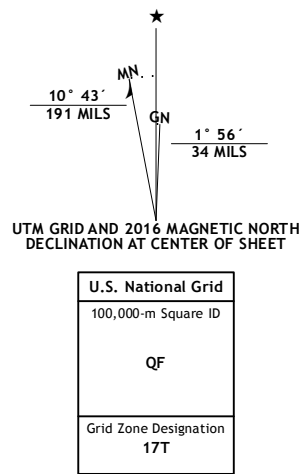 ★
MN
10° 43´
191 MILS
GN
1° 56´
34 MILS
UTM GRID AND 2016 MAGNETIC NORTH
DECLINATION AT CENTER OF SHEET
U.S. National Grid
100,000-m Square ID
QF
Grid Zone Designation
17T